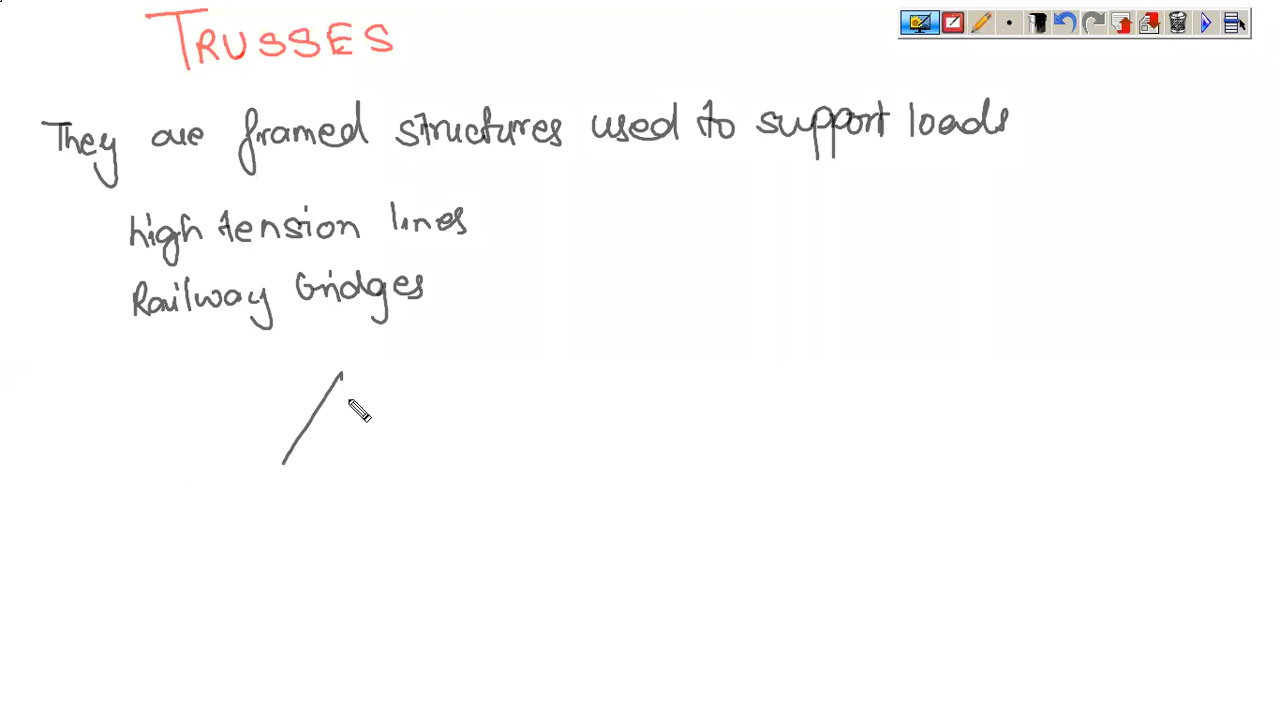 TRUSSES
They are framed structures used to support loads
high tension lines
Railway bridges